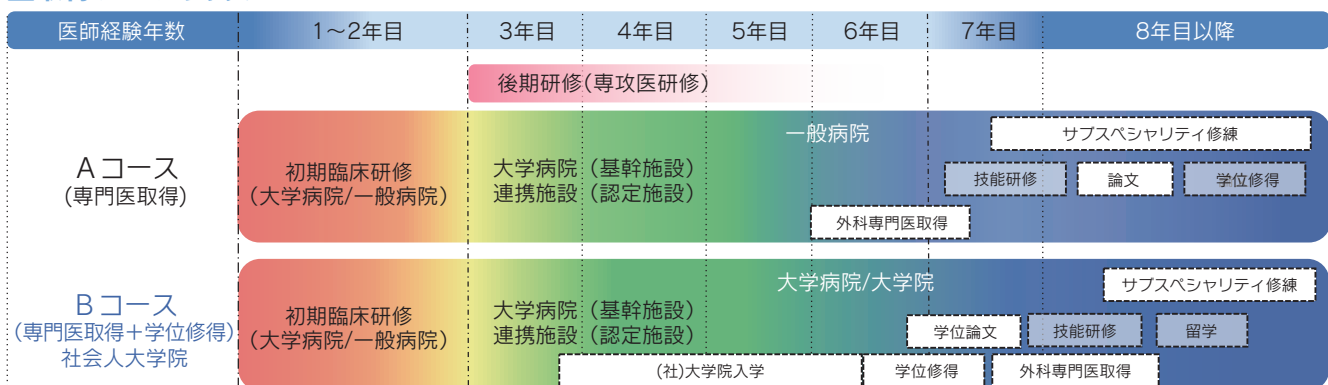 医師経験年数 1～2年目 3年目 4年目 5年目 6年目 7年目 8年目以降
後期研修(専攻医研修)
Aコース
(専門医取得)
初期臨床研修
(大学病院/一般病院)
大学病院 (基幹施設)
連携施設 (認定施設)
一般病院
サブスペシャリティ修練
技能研修
論文
学位修得
外科専門医取得
Bコース
(専門医取得＋学位修得)
社会人大学院
初期臨床研修
(大学病院/一般病院)
大学病院 (基幹施設)
連携施設 (認定施設)
大学病院/大学院
サブスペシャリティ修練
学位論文
技能研修
留学
(社)大学院入学
学位修得
外科専門医取得